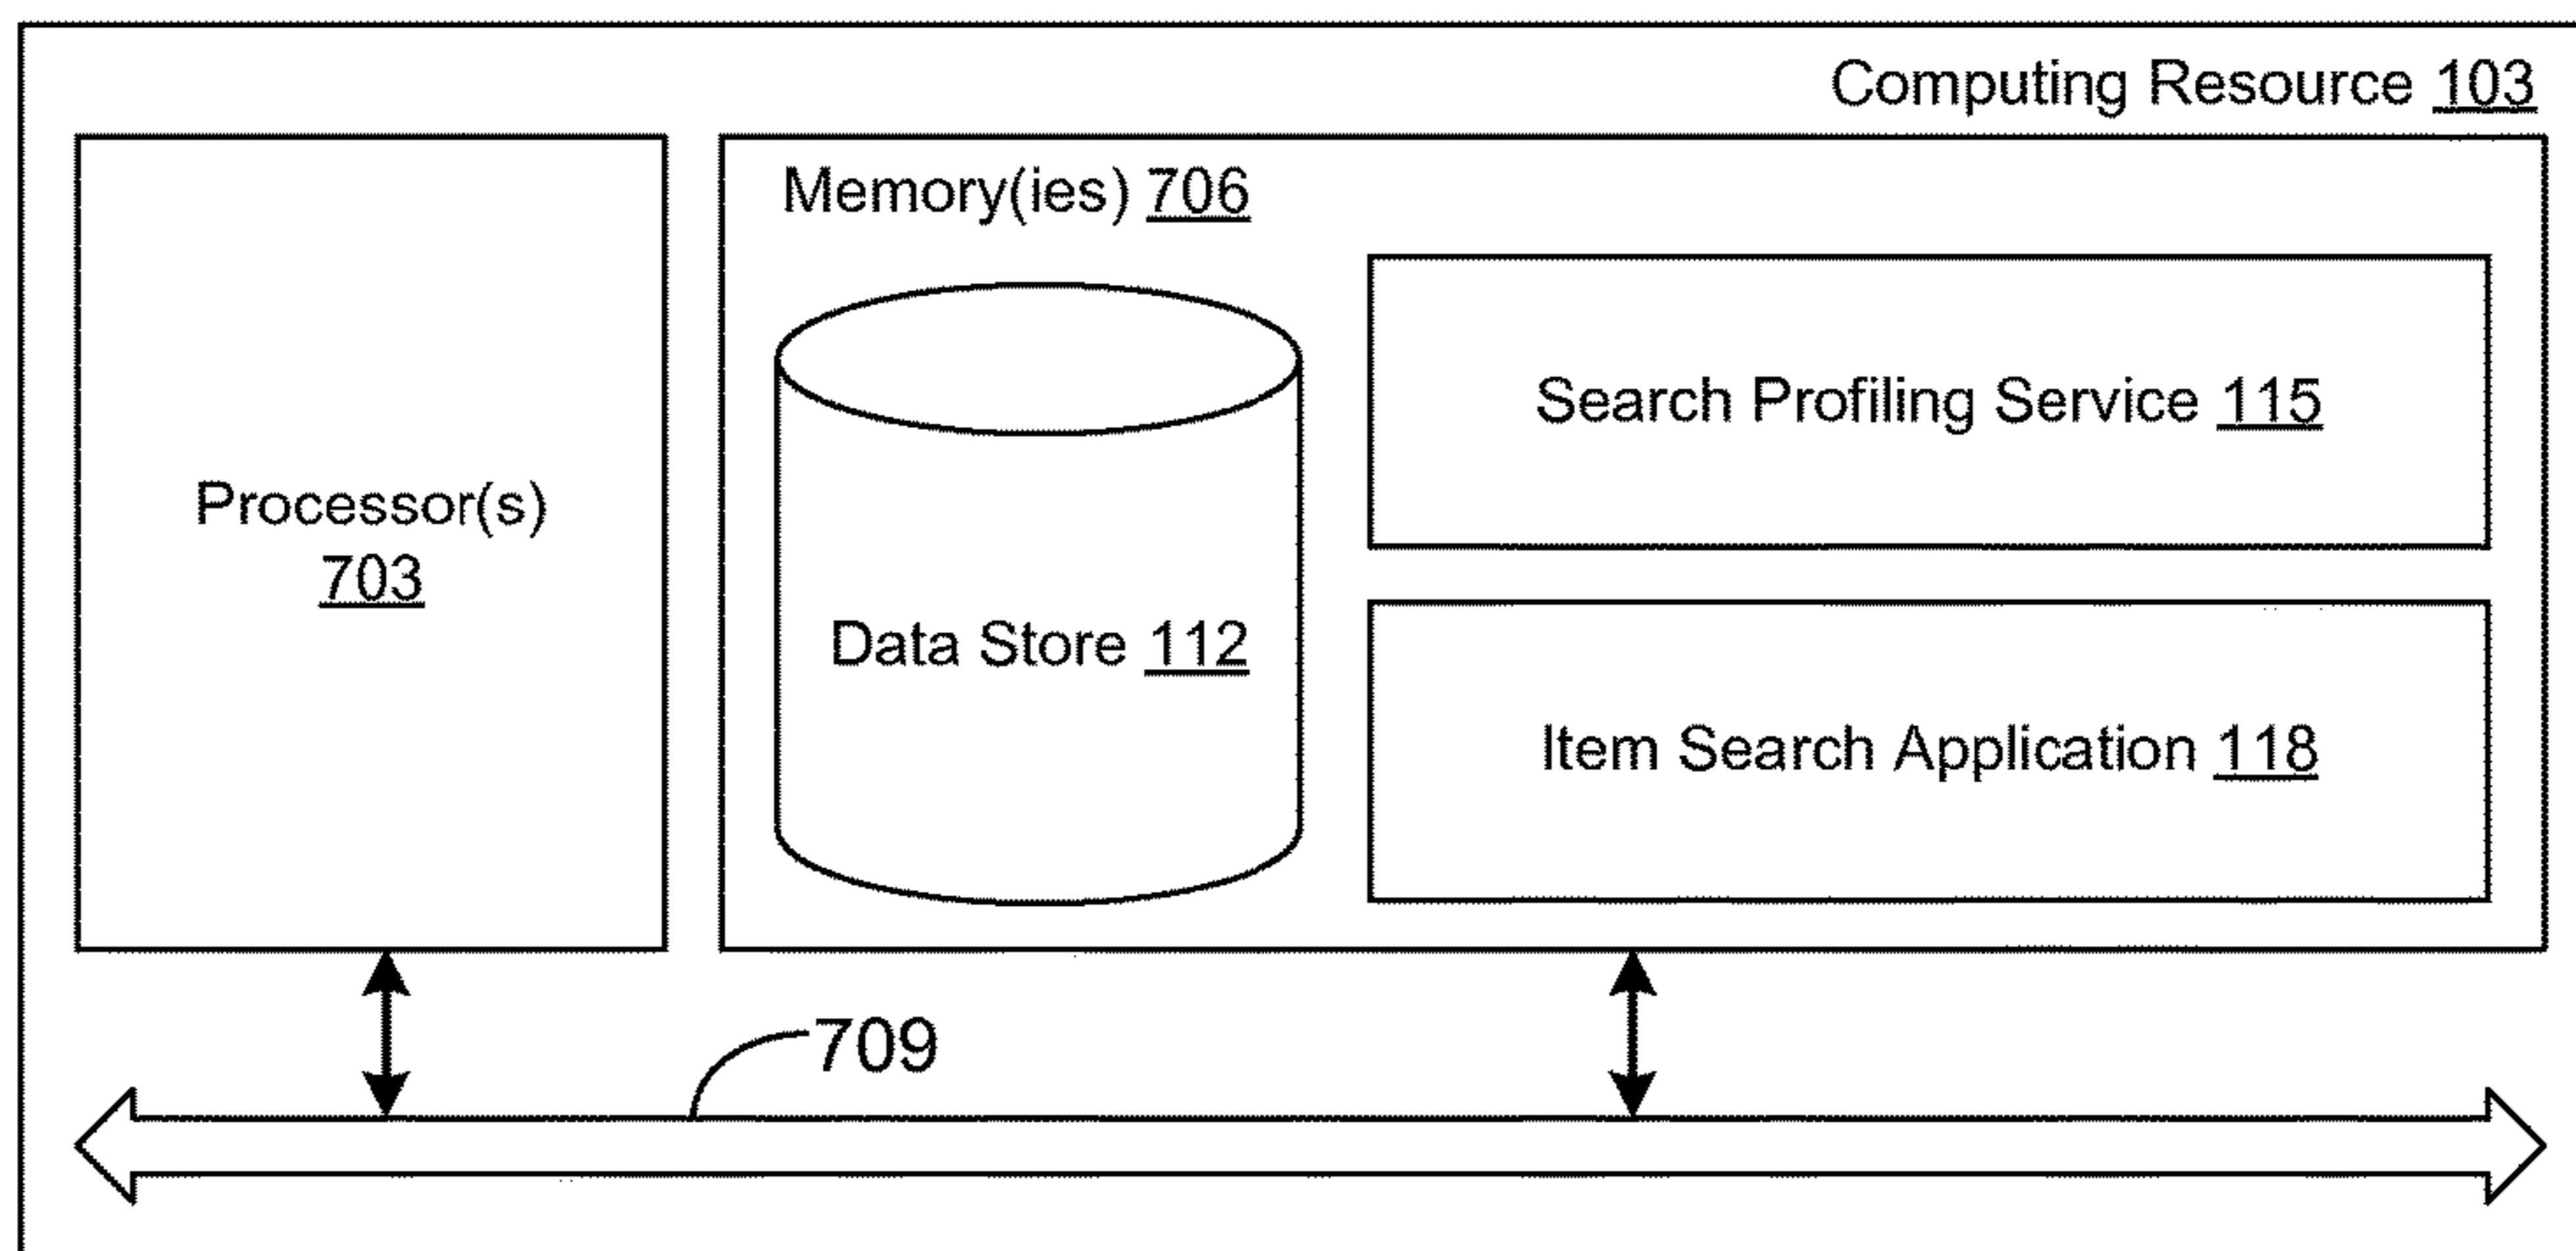 Computing Resource 103
Memory(ies) 706
Search Profiling Service 115
Processor(s)
703
Data Store 112
Item Search Application 118
709